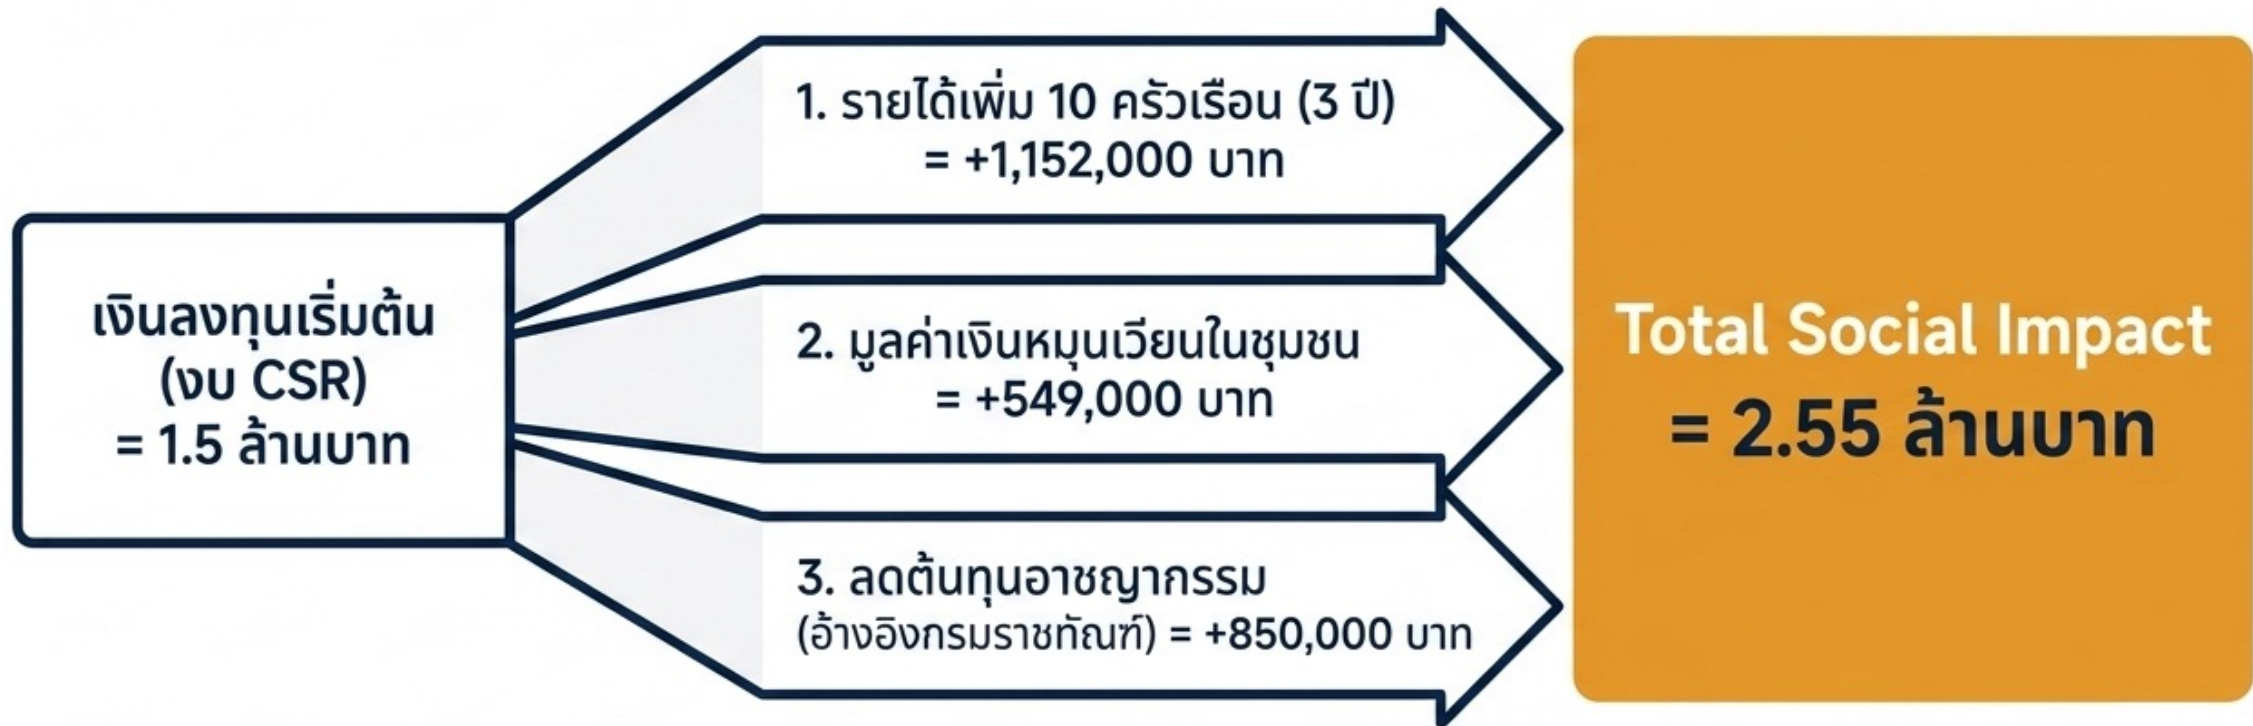 เงินลงทุนเริ่มต้น
(งบ CSR)
= 1.5 ล้านบาท
1. รายได้เพิ่ม 10 ครัวเรือน (3 ปี)
= +1,152,000 บาท
2. มูลค่าเงินหมุนเวียนในชุมชน
= +549,000 บาท
3. ลดต้นทุนอาชญากรรม
(อ้างอิงกรมราชทัณฑ์) = +850,000 บาท
Total Social Impact
= 2.55 ล้านบาท